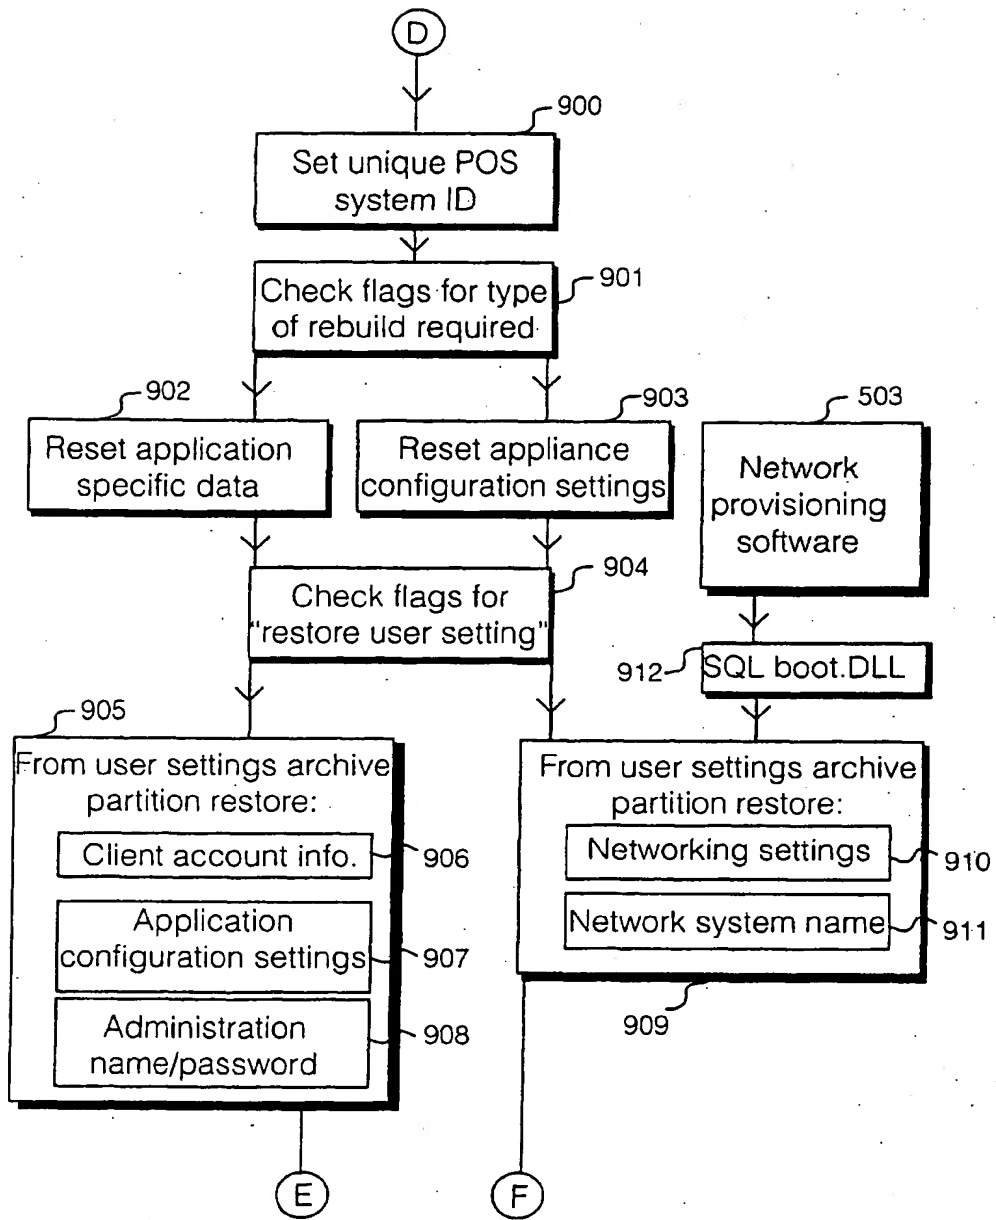 D
900
Set unique POS
system ID
901
Check flags for type
of rebuild required
902
903
503
Reset application
specific data
Reset appliance
configuration settings
Network
provisioning
software
904
Check flags for
"restore user setting"
912
SQL boot.DLL
905
From user settings archive
partition restore:
Client account info.
906
Application
configuration settings
907
Administration
name/password
908
From user settings archive
partition restore:
Networking settings
910
Network system name
911
909
E
F